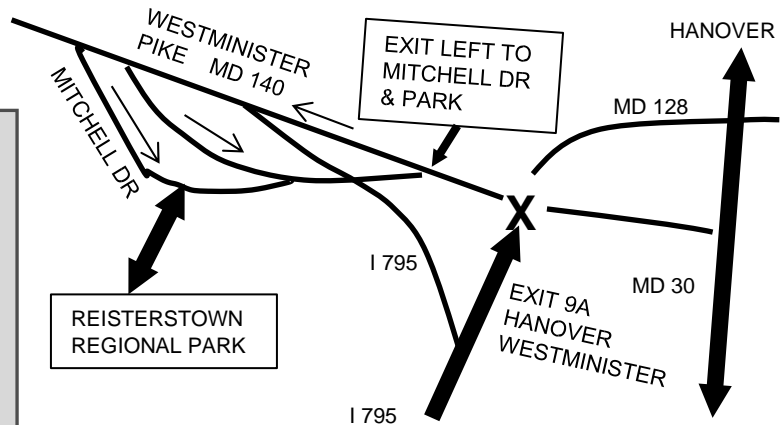 HANOVER
WESTMINISTER
PIKE MD 140
EXIT LEFT TO
MITCHELL DR
& PARK
MD 128
MITCHELL DR
X
I 795
MD 30
EXIT 9A
HANOVER
WESTMINISTER
REISTERSTOWN
REGIONAL PARK
I 795